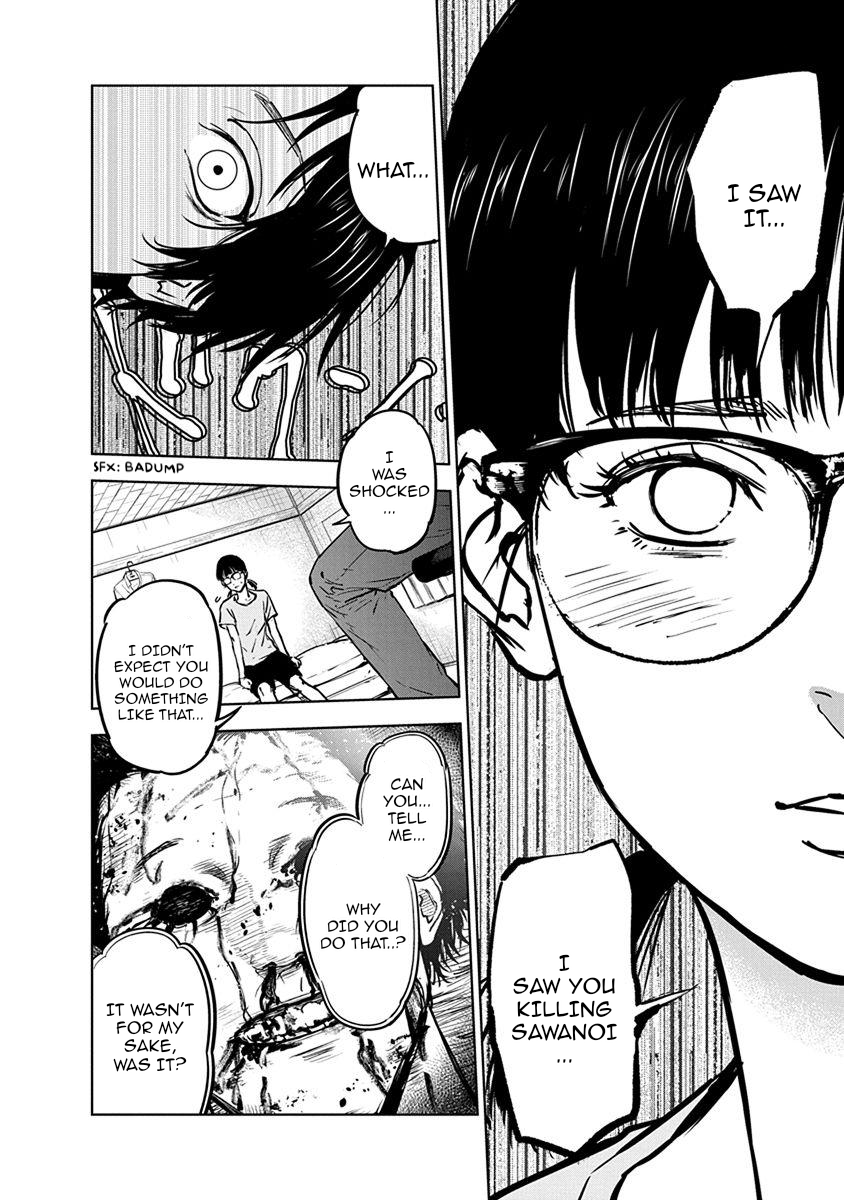 I SAW
IT...
I
SAW YOU
KILLING
SAWANOI
...
WHAT...
SFX: BADUMP
I
WAS
SHOCKED
...
I DIDN'T
EXPECT YOU
WOULD DO
SOMETHING
LIKE THAT...
CAN
YOU...
TELL
ME...
WHY
DID YOU
DO THAT..?
IT WASN'T
FOR MY
SAKE,
WAS IT?